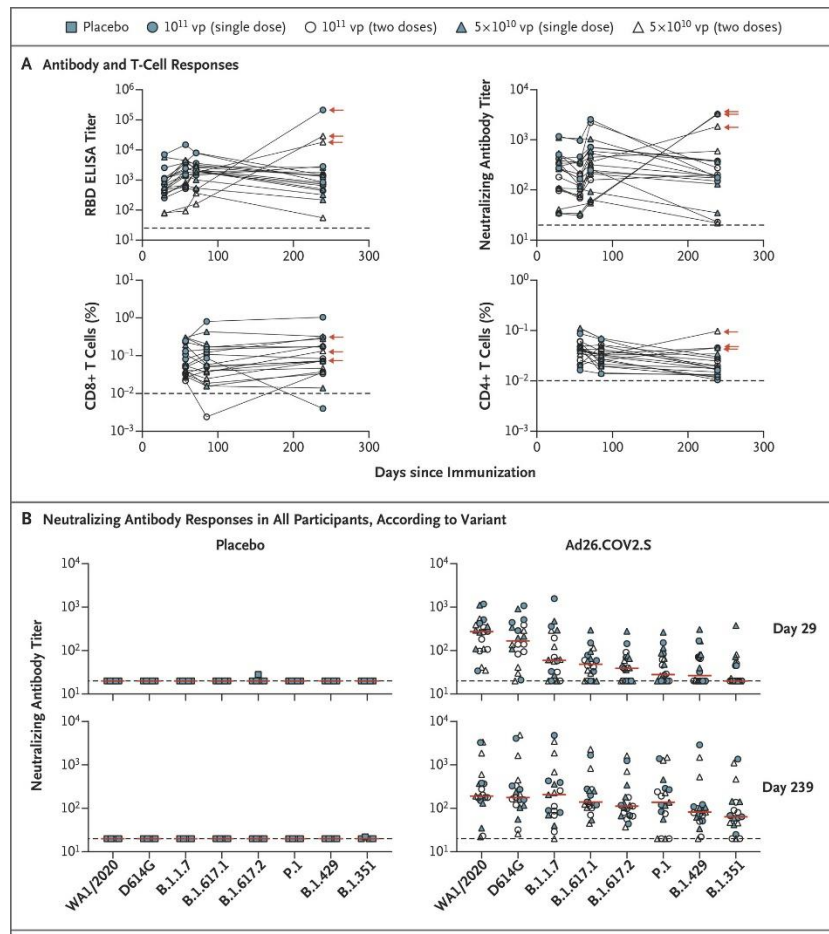 Placebo 10¹¹ vp (single dose) 10¹¹ vp (two doses) 5×10¹⁰ vp (single dose) 5×10¹⁰ vp (two doses)
A Antibody and T-Cell Responses
RBD ELISA Titer
10⁶
10⁵
10⁴
10³
10²
10¹
0 100 200 300
Neutralizing Antibody Titer
10⁴
10³
10²
10¹
0 100 200 300
CD8+ T Cells (%)
10¹
10⁰
10⁻¹
10⁻²
10⁻³
0 100 200 300
CD4+ T Cells (%)
10⁰
10⁻¹
10⁻²
10⁻³
0 100 200 300
Days since Immunization
B Neutralizing Antibody Responses in All Participants, According to Variant
Placebo Ad26.COV2.S
Neutralizing Antibody Titer
10⁴
10³
10²
10¹
10⁴
10³
10²
10¹
Day 29
10⁴
10³
10²
10¹
10⁴
10³
10²
10¹
Day 239
WA1/2020 D614G B.1.1.7 B.1.617.1 B.1.617.2 P.1 B.1.429 B.1.351
WA1/2020 D614G B.1.1.7 B.1.617.1 B.1.617.2 P.1 B.1.429 B.1.351